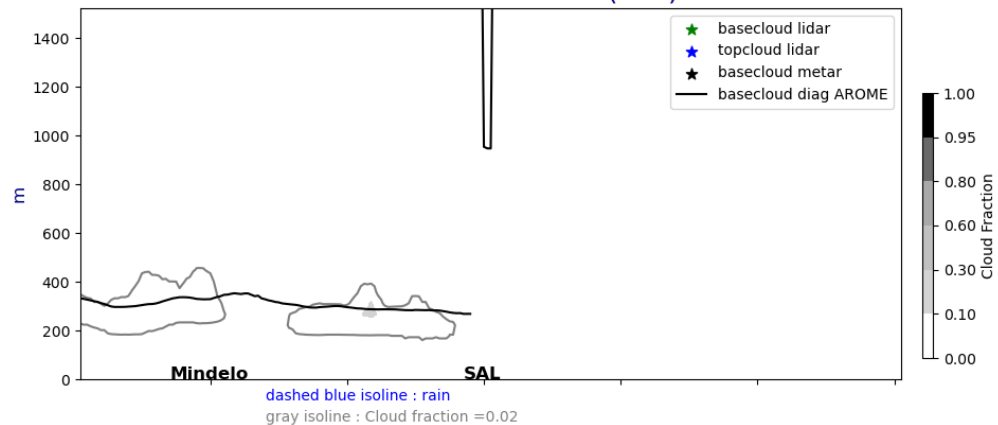 basecloud lidar
topcloud lidar
basecloud metar
basecloud diag AROME
1400
1200
1000
800
600
400
200
0
m
1.00
0.95
0.80
0.60
0.30
0.10
0.00
Cloud Fraction
Mindelo
SAL
dashed blue isoline : rain
gray isoline : Cloud fraction =0.02